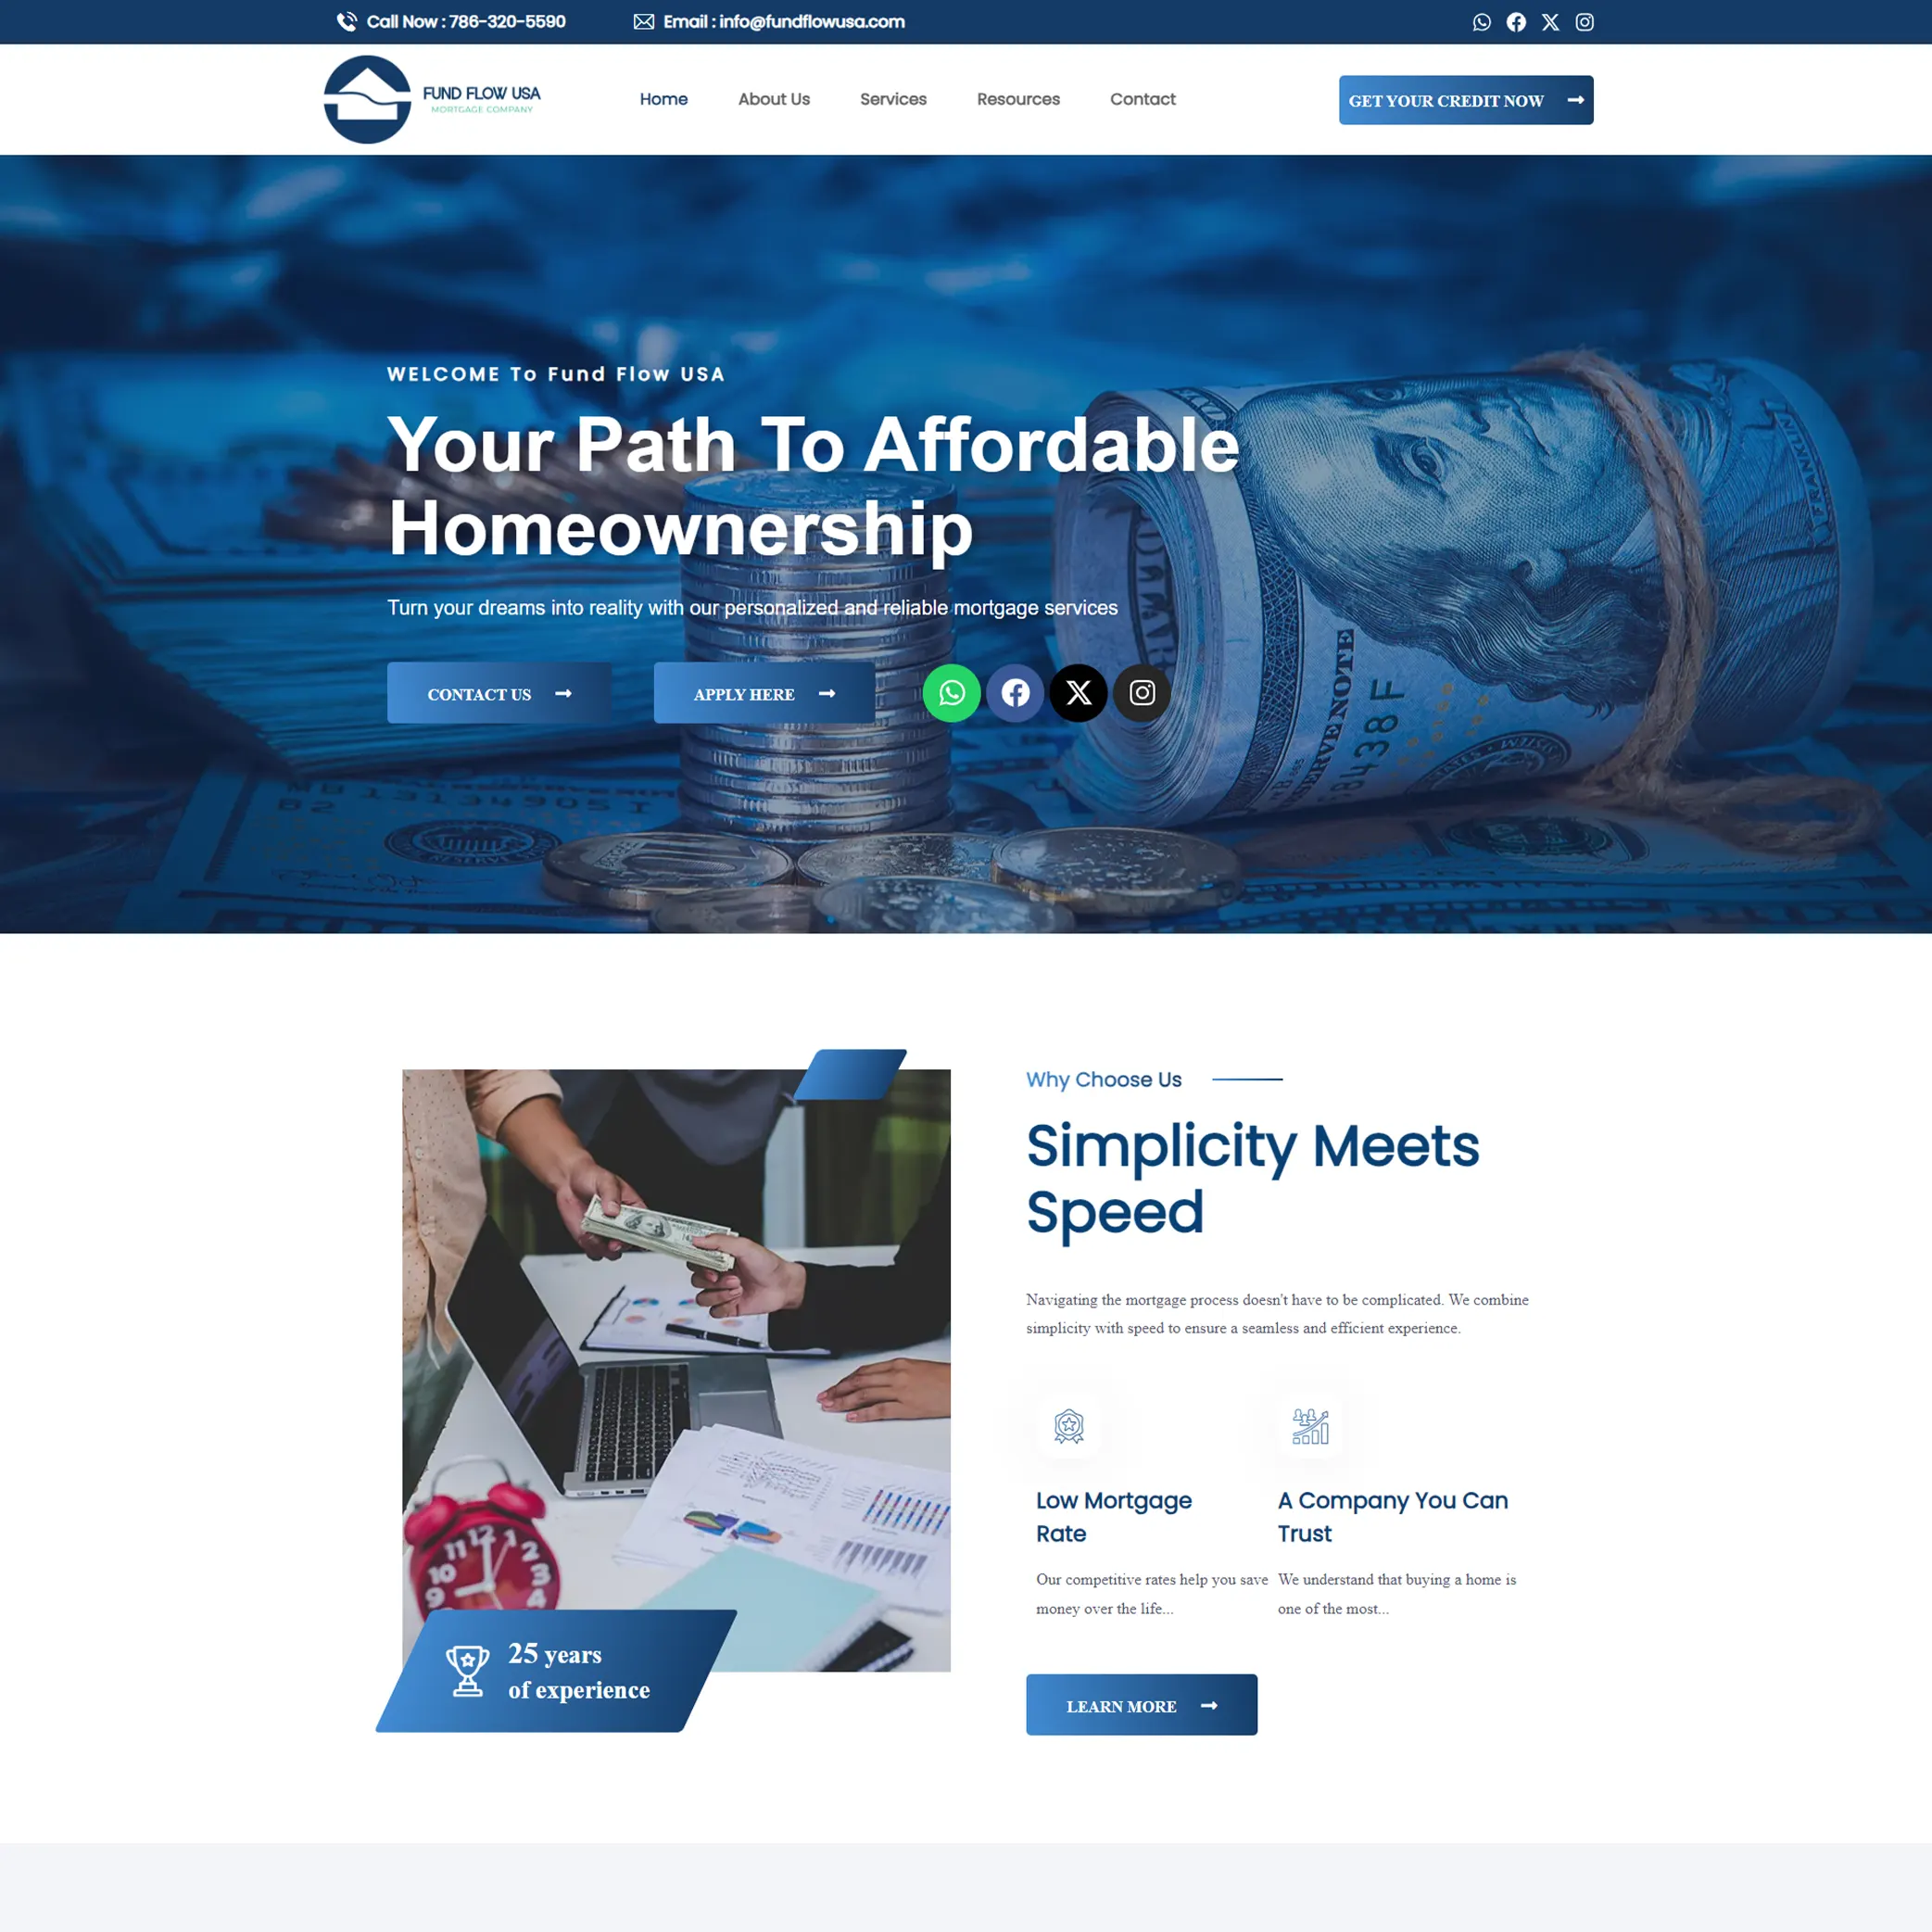 Call Now : 786-320-5590
Email : info@fundflowusa.com
FUND FLOW USA
MORTGAGE COMPANY
Home
About Us
Services
Resources
Contact
GET YOUR CREDIT NOW
WELCOME To Fund Flow USA
Your Path To Affordable
Homeownership
Turn your dreams into reality with our personalized and reliable mortgage services
CONTACT US
APPLY HERE
Why Choose Us
Simplicity Meets
Speed
Navigating the mortgage process doesn't have to be complicated. We combine
simplicity with speed to ensure a seamless and efficient experience.
Low Mortgage
Rate
Our competitive rates help you save
money over the life...
A Company You Can
Trust
We understand that buying a home is
one of the most...
25 years
of experience
LEARN MORE